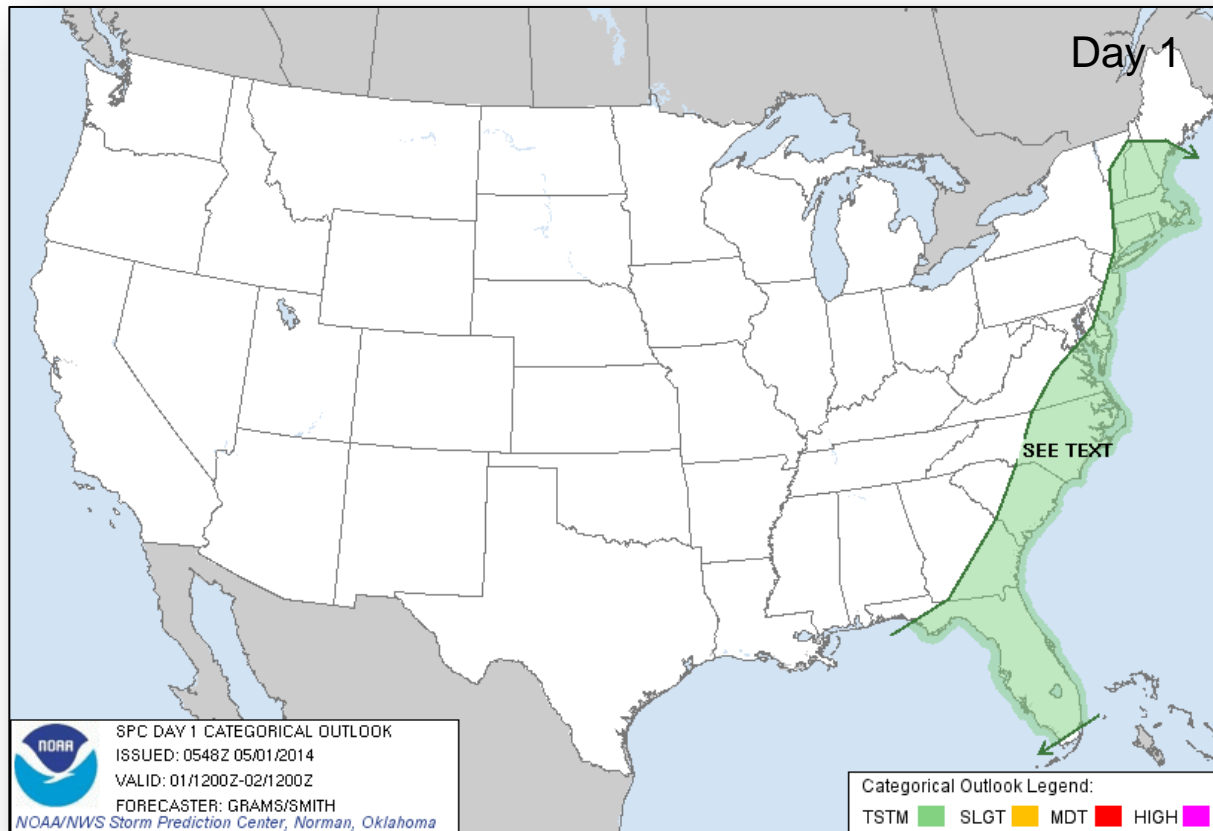 Day 1
SEE TEXT
NOAA
SPC DAY 1 CATEGORICAL OUTLOOK
ISSUED: 0548Z 05/01/2014
VALID: 01/1200Z-02/1200Z
FORECASTER: GRAMS/SMITH
NOAA/NWS Storm Prediction Center, Norman, Oklahoma
Categorical Outlook Legend:
TSTM SLGT MDT HIGH